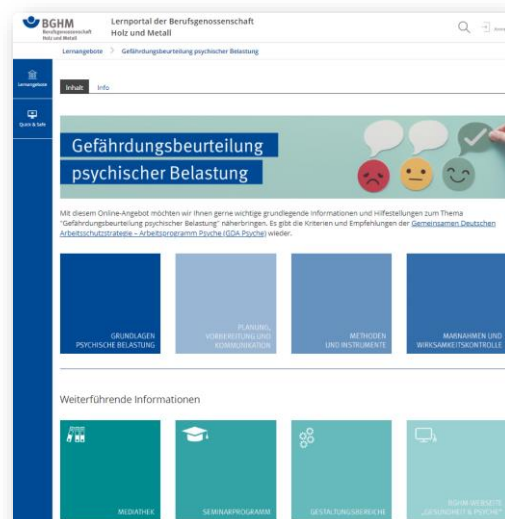 BGHM
Berufsgenossenschaft
Holz und Metall
Lernportal der Berufsgenossenschaft
Holz und Metall
Lernangebote > Gefährdungsbeurteilung psychischer Belastung
Lernangebote
Quick & Safe
Inhalt Info
Gefährdungsbeurteilung
psychischer Belastung
Mit diesem Online-Angebot möchten wir Ihnen gerne wichtige grundlegende Informationen und Hilfestellungen zum Thema
"Gefährdungsbeurteilung psychischer Belastung" näherbringen. Es gibt die Kriterien und Empfehlungen der Gemeinsamen Deutschen
Arbeitsschutzstrategie – Arbeitsprogramm Psyche (GDA Psyche) wieder.
GRUNDLAGEN
PSYCHISCHE BELASTUNG
PLANUNG,
VORBEREITUNG UND
KOMMUNIKATION
METHODEN
UND INSTRUMENTE
MAßNAHMEN UND
WIRKSAMKEITSKONTROLLE
Weiterführende Informationen
MEDIATHEK
SEMINARPROGRAMM
GESTALTUNGSBEREICHE
BGHM-WEBSEITE
„GESUNDHEIT & PSYCHE"